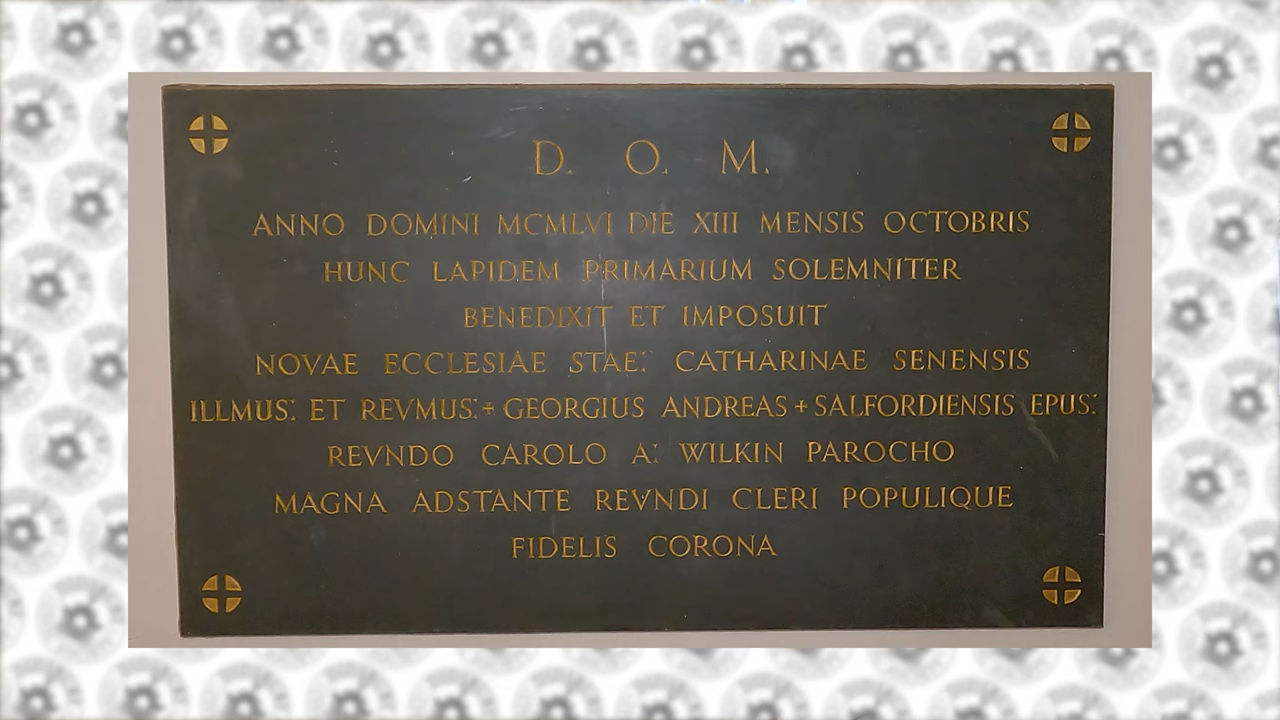 D. O. M.
ANNO DOMINI MCMLVI DIE XIII MENSIS OCTOBRIS
HUNC LAPIDEM PRIMARIUM SOLEMNITER
BENEDIXIT ET IMPOSUIT
NOVAE ECCLESIAE STAE: CATHARINAE SENENSIS
ILLMUS: ET REVMUS:+ GEORGIUS ANDREAS + SALFORDIENSIS EPUS:
REVNDO CAROLO A: WILKIN PAROCHO
MAGNA ADSTANTE REVNDI CLERI POPULIQUE
FIDELIS CORONA